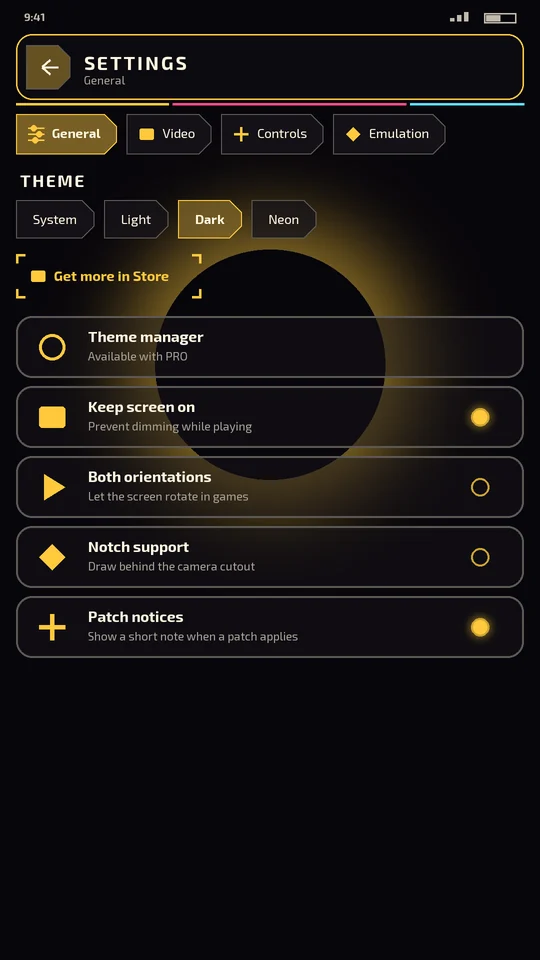 9:41
SETTINGS
General
General
Video
Controls
Emulation
THEME
System
Light
Dark
Neon
Get more in Store
Theme manager
Available with PRO
Keep screen on
Prevent dimming while playing
Both orientations
Let the screen rotate in games
Notch support
Draw behind the camera cutout
Patch notices
Show a short note when a patch applies